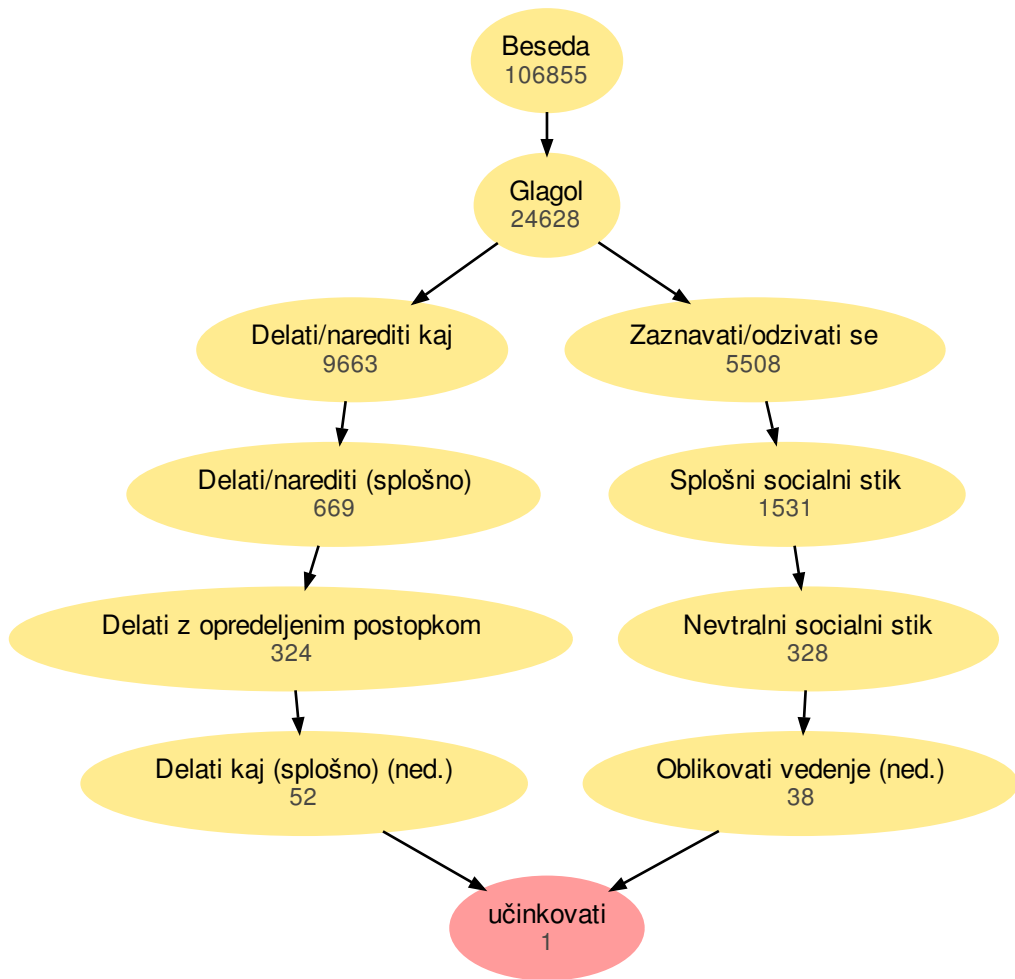 Beseda
106855
Glagol
24628
Delati/narediti kaj
9663
Zaznavati/odzivati se
5508
Delati/narediti (splošno)
669
Splošni socialni stik
1531
Delati z opredeljenim postopkom
324
Nevtralni socialni stik
328
Delati kaj (splošno) (ned.)
52
Oblikovati vedenje (ned.)
38
učinkovati
1